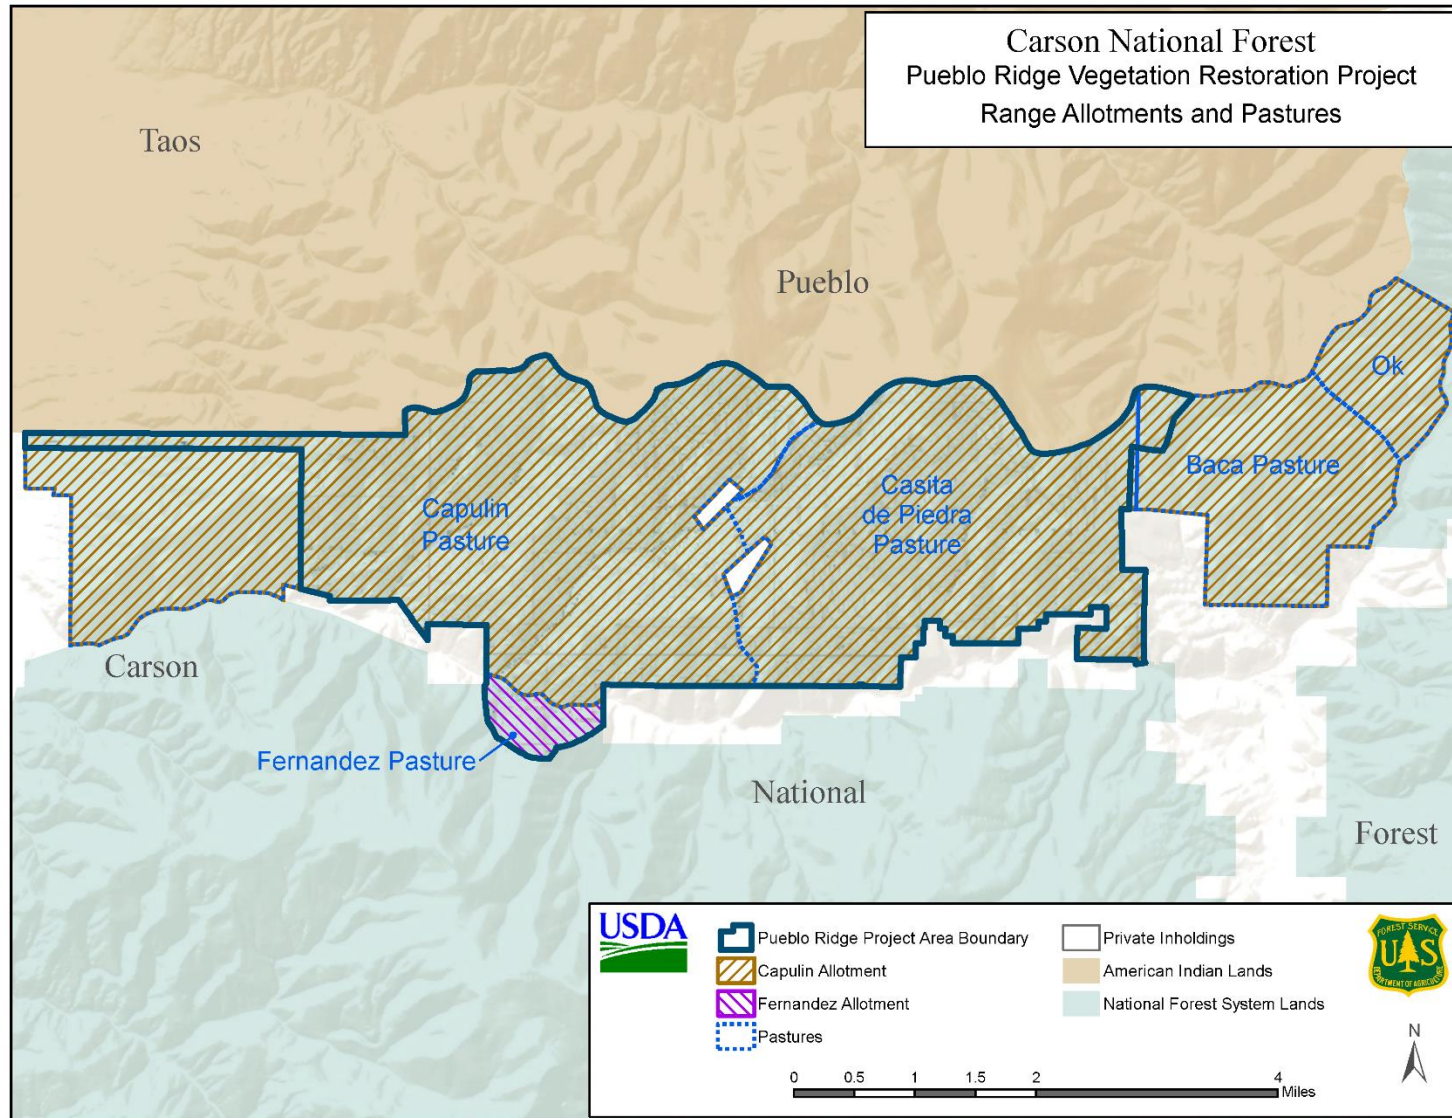 Carson National Forest
Pueblo Ridge Vegetation Restoration Project
Range Allotments and Pastures
Taos
Pueblo
Ok
Baca Pasture
Capulin
Pasture
Casita
de Piedra
Pasture
Carson
Fernandez Pasture
National
Forest
USDA
Pueblo Ridge Project Area Boundary
Capulin Allotment
Fernandez Allotment
Pastures
Private Inholdings
American Indian Lands
National Forest System Lands
FOREST SERVICE
U S
DEPARTMENT OF AGRICULTURE
N
0 0.5 1 1.5 2 4
Miles